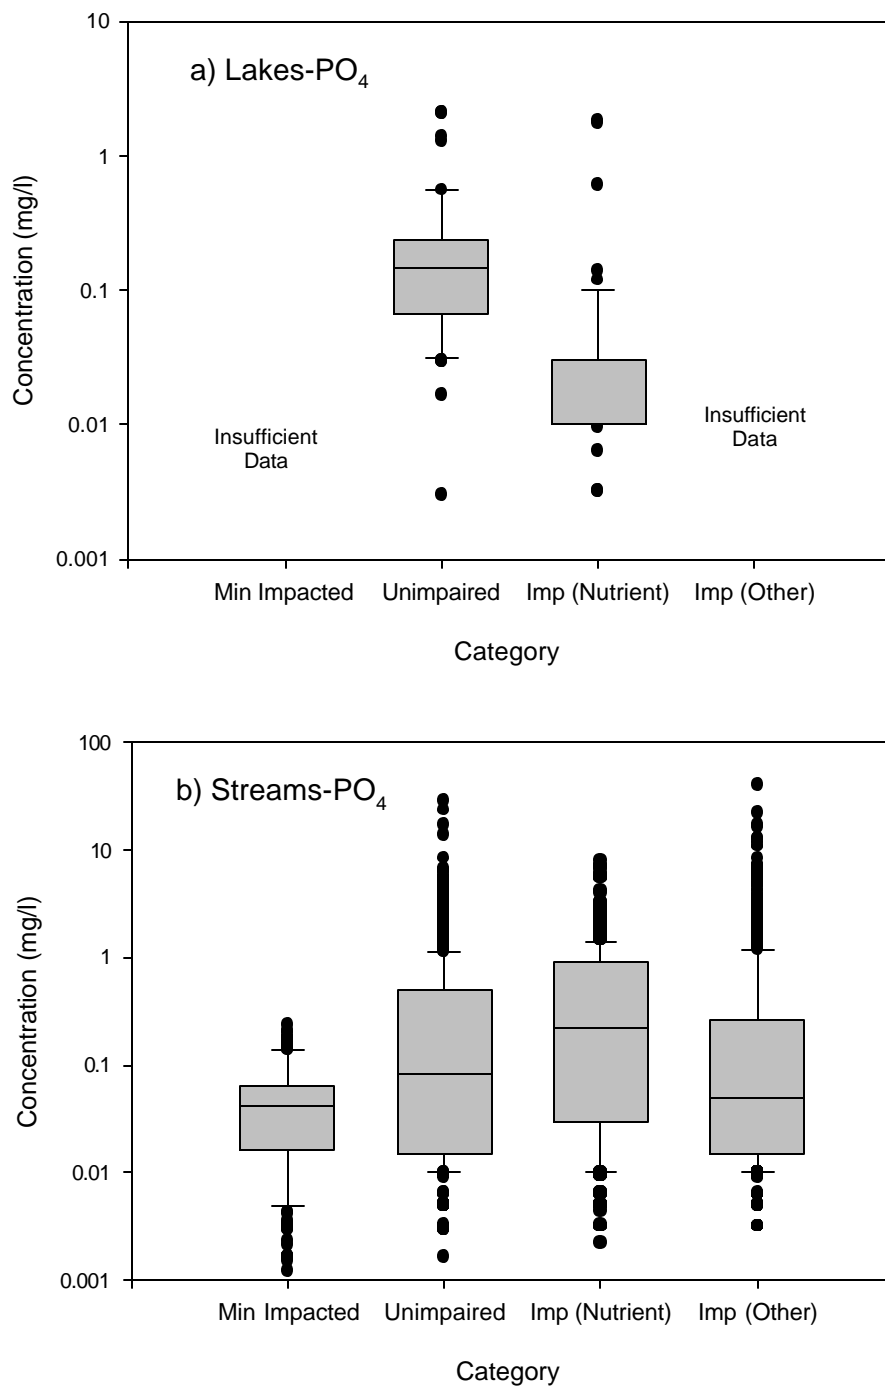 10
a) Lakes-PO4
1
Concentration (mg/l)
0.1
0.01
Insufficient
Data
Insufficient
Data
0.001
Min Impacted Unimpaired Imp (Nutrient) Imp (Other)
Category
100
b) Streams-PO4
10
Concentration (mg/l)
1
0.1
0.01
0.001
Min Impacted Unimpaired Imp (Nutrient) Imp (Other)
Category